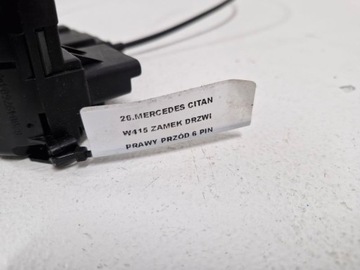 26.MERCEDES CITAN
W415 ZAMEK DRZWI
PRAWY PRZÓD 6 PIN